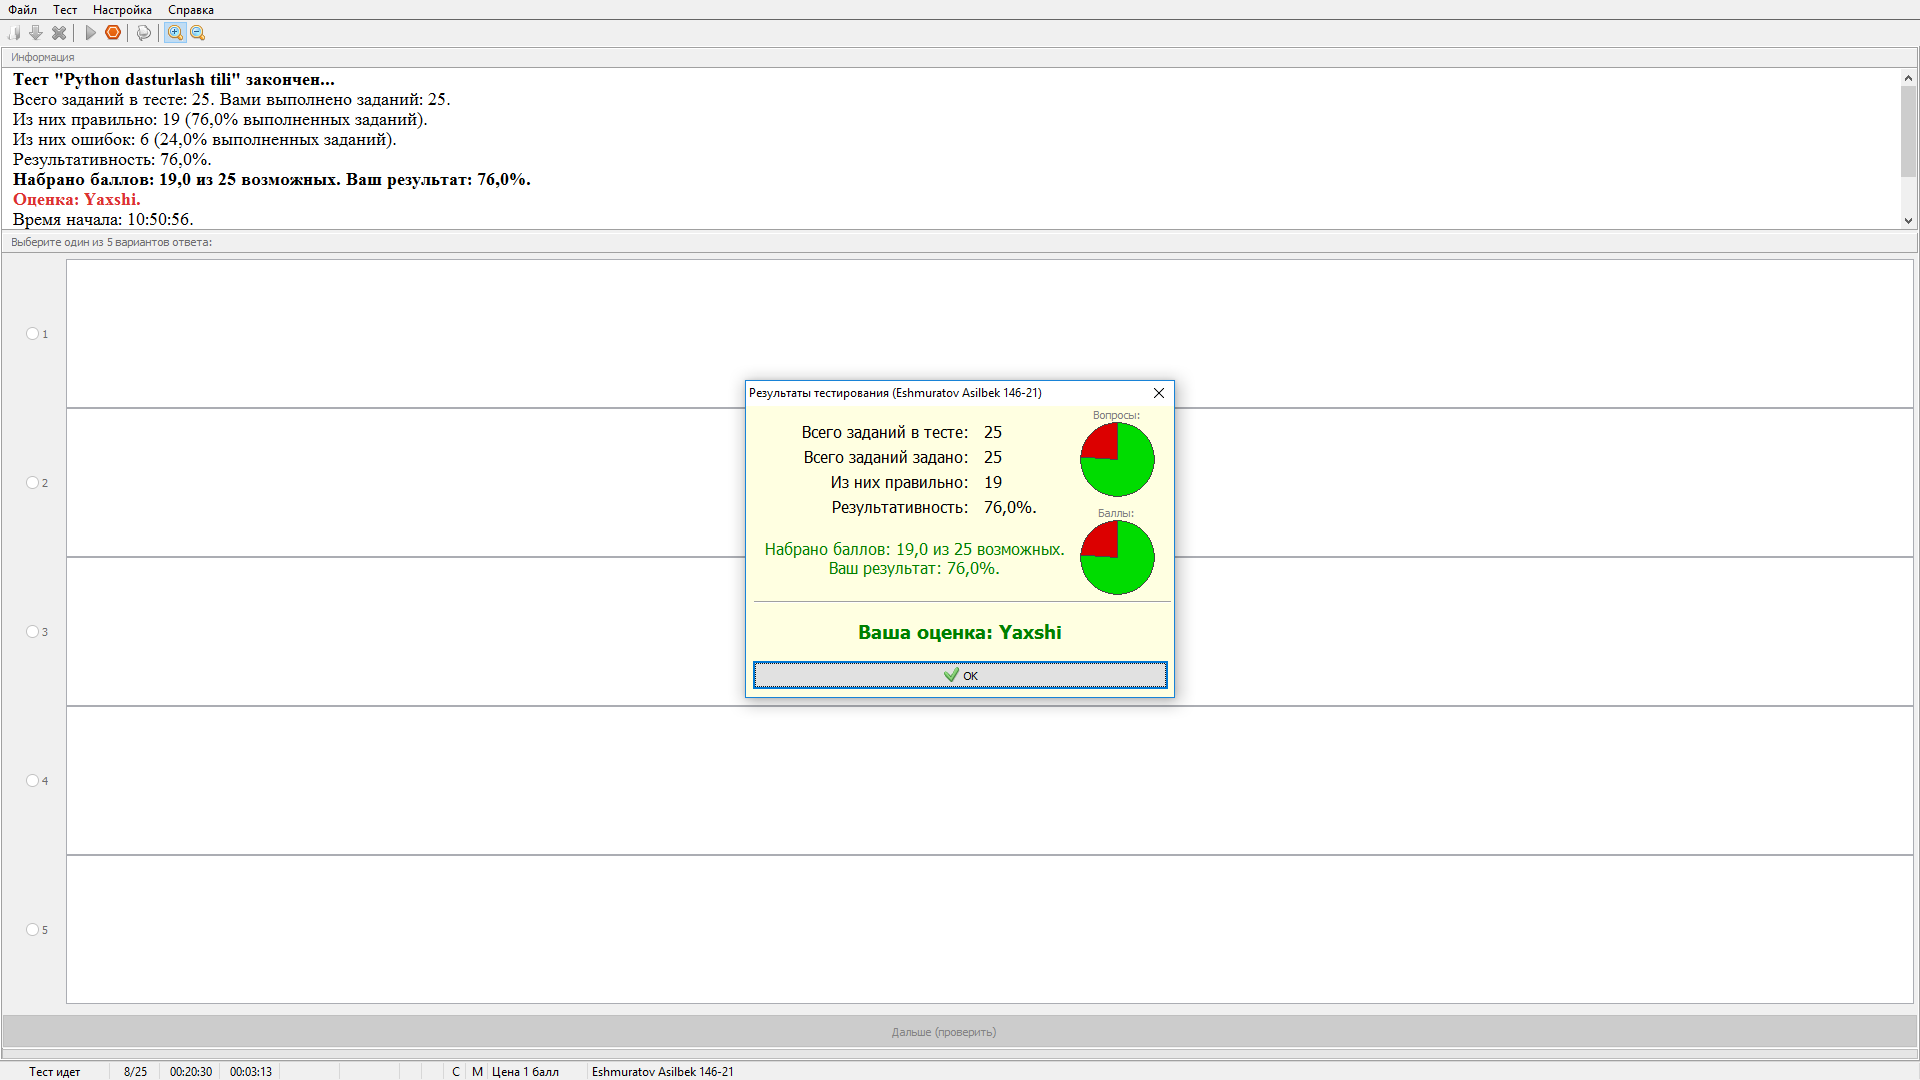 Файл Тест Настройка Справка
Информация
Тест "Python dasturlash tili" закончен...
Всего заданий в тесте: 25. Вами выполнено заданий: 25.
Из них правильно: 19 (76,0% выполненных заданий).
Из них ошибок: 6 (24,0% выполненных заданий).
Результативность: 76,0%.
Набрано баллов: 19,0 из 25 возможных. Ваш результат: 76,0%.
Оценка: Yaxshi.
Время начала: 10:50:56.
Выберите один из 5 вариантов ответа:
1
2
3
4
5
Результаты тестирования (Eshmuratov Asilbek 146-21)
Вопросы:
Всего заданий в тесте: 25
Всего заданий задано: 25
Из них правильно: 19
Результативность: 76,0%.
Баллы:
Набрано баллов: 19,0 из 25 возможных.
Ваш результат: 76,0%.
Ваша оценка: Yaxshi
OK
Дальше (проверить)
Тест идет 8/25 00:20:30 00:03:13 С М Цена 1 балл Eshmuratov Asilbek 146-21